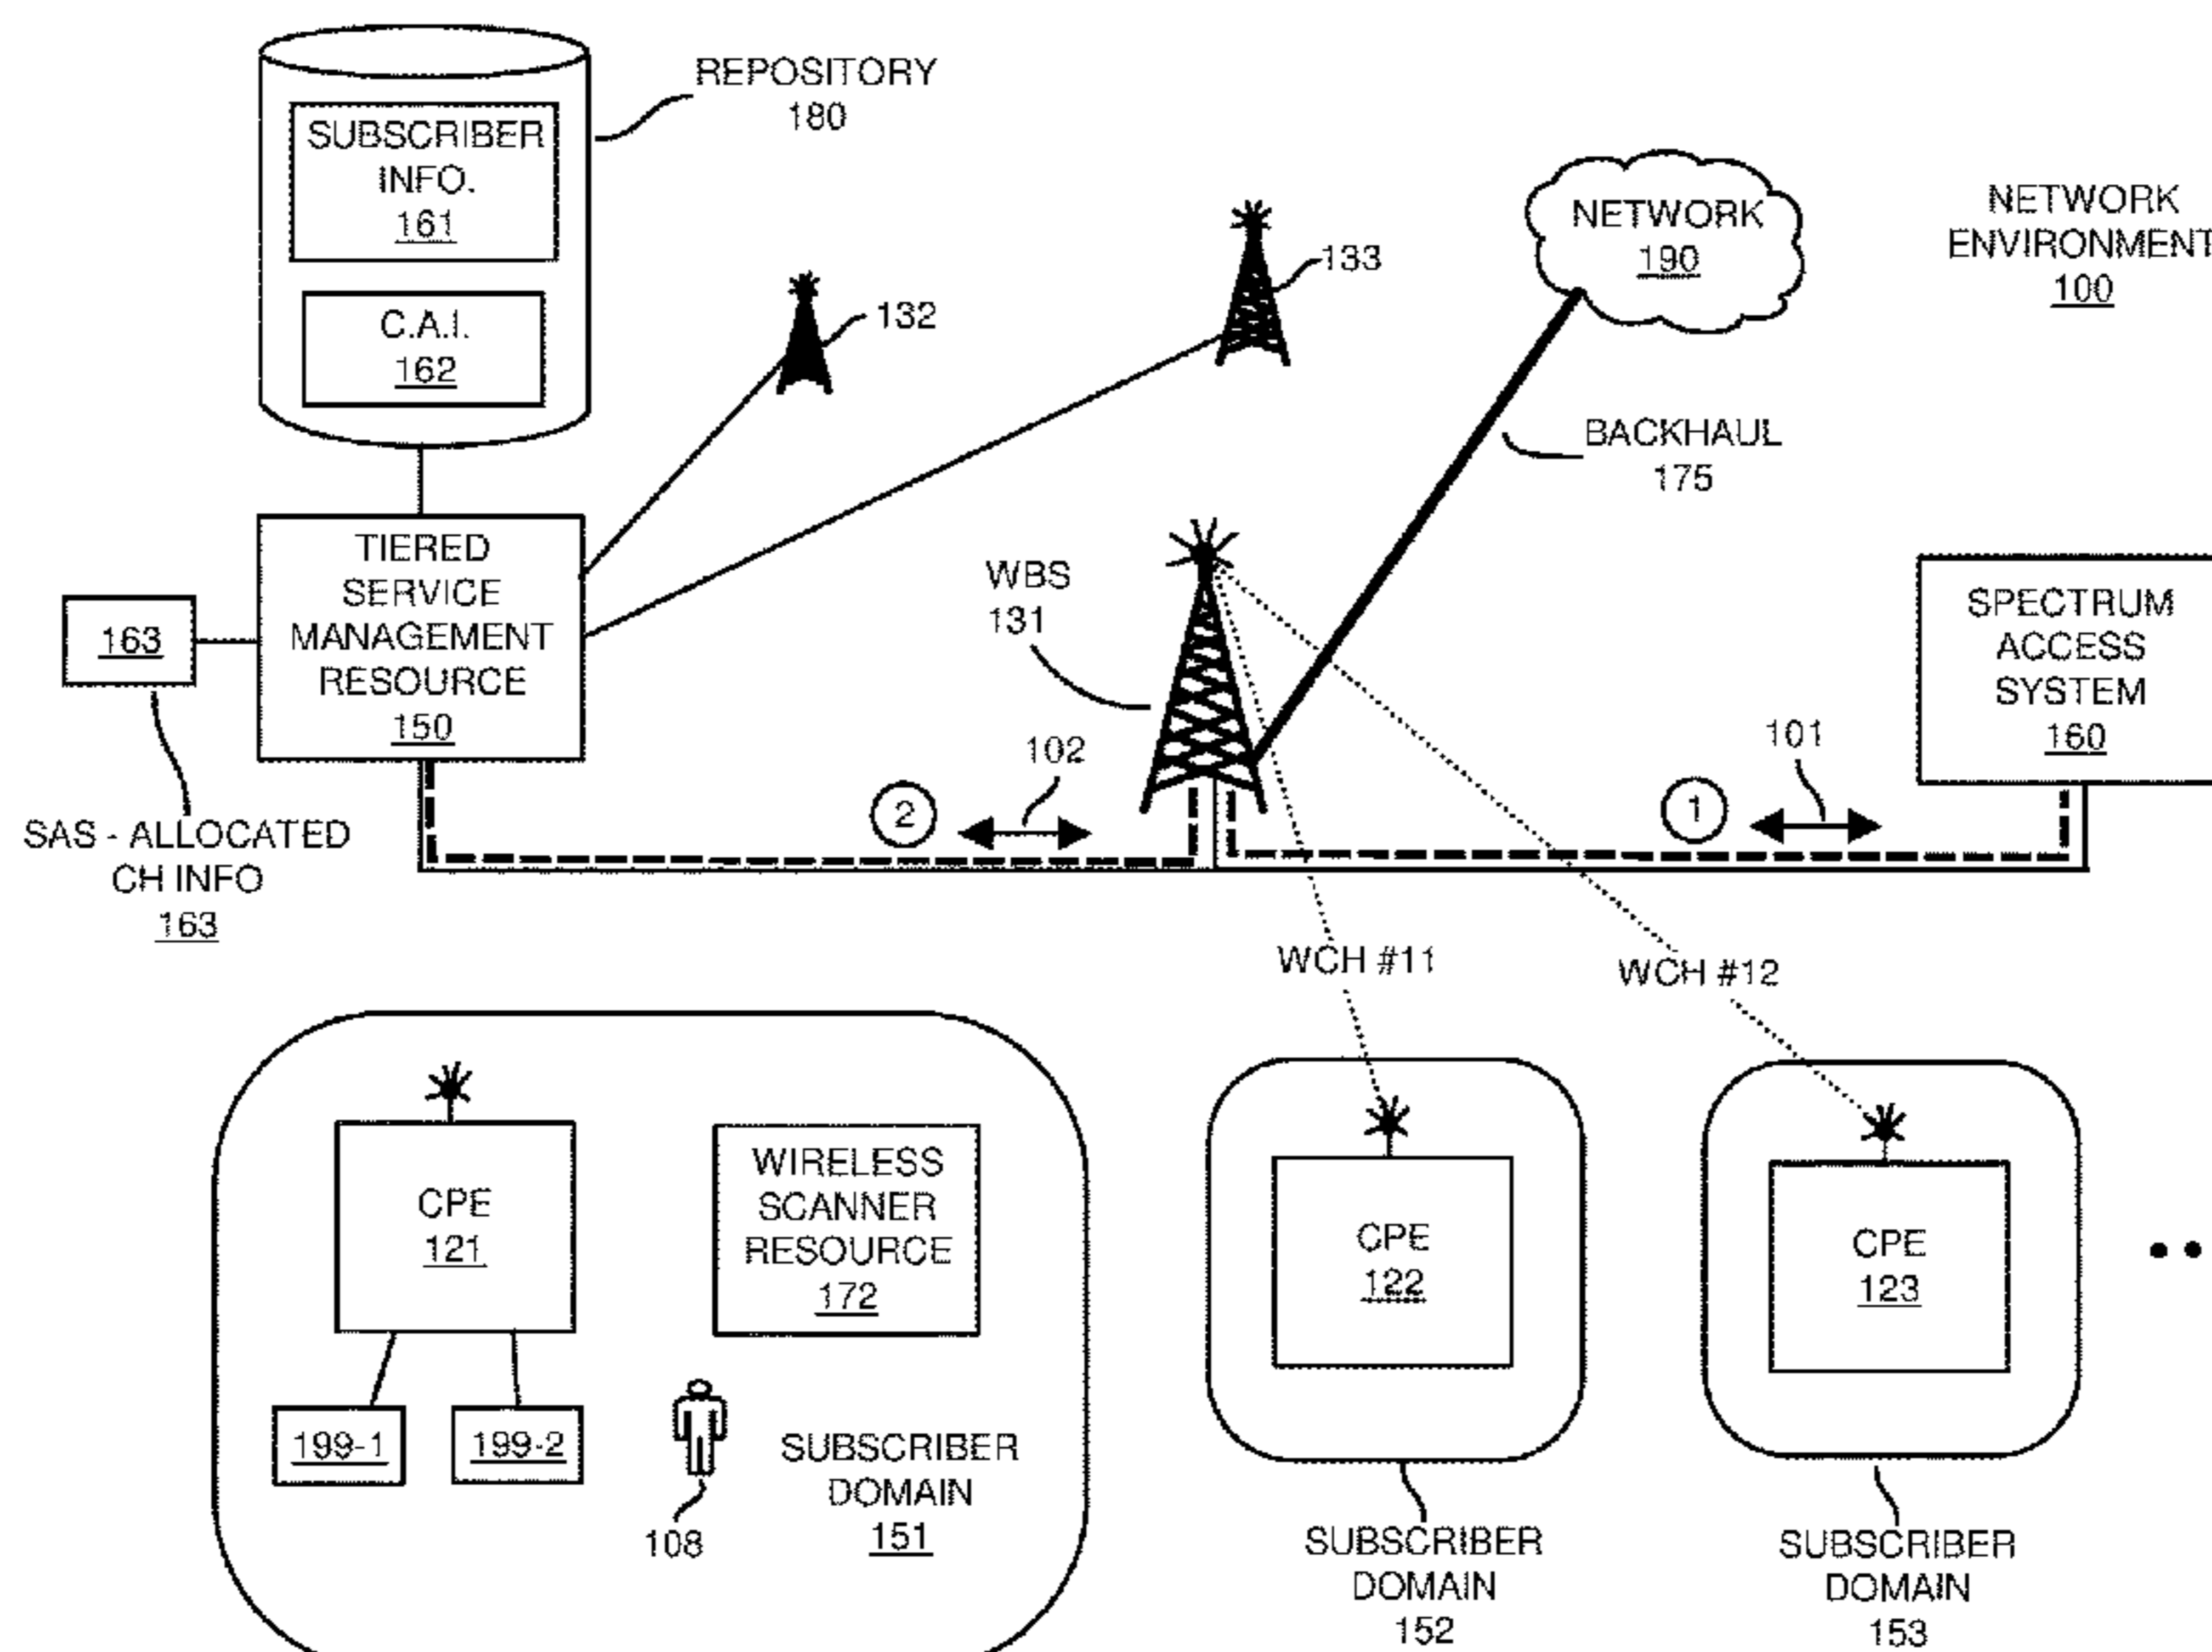 REPOSITORY
180
SUBSCRIBER
INFO.
161
C.A.I.
162
132
133
NETWORK
190
NETWORK
ENVIRONMENT
100
BACKHAUL
175
TIERED
SERVICE
MANAGEMENT
RESOURCE
150
163
SAS - ALLOCATED
CH INFO
163
WBS
131
SPECTRUM
ACCESS
SYSTEM
160
2
102
1
101
WCH #11
WCH #12
CPE
121
WIRELESS
SCANNER
RESOURCE
172
199-1
199-2
108
SUBSCRIBER
DOMAIN
151
CPE
122
SUBSCRIBER
DOMAIN
152
CPE
123
SUBSCRIBER
DOMAIN
153